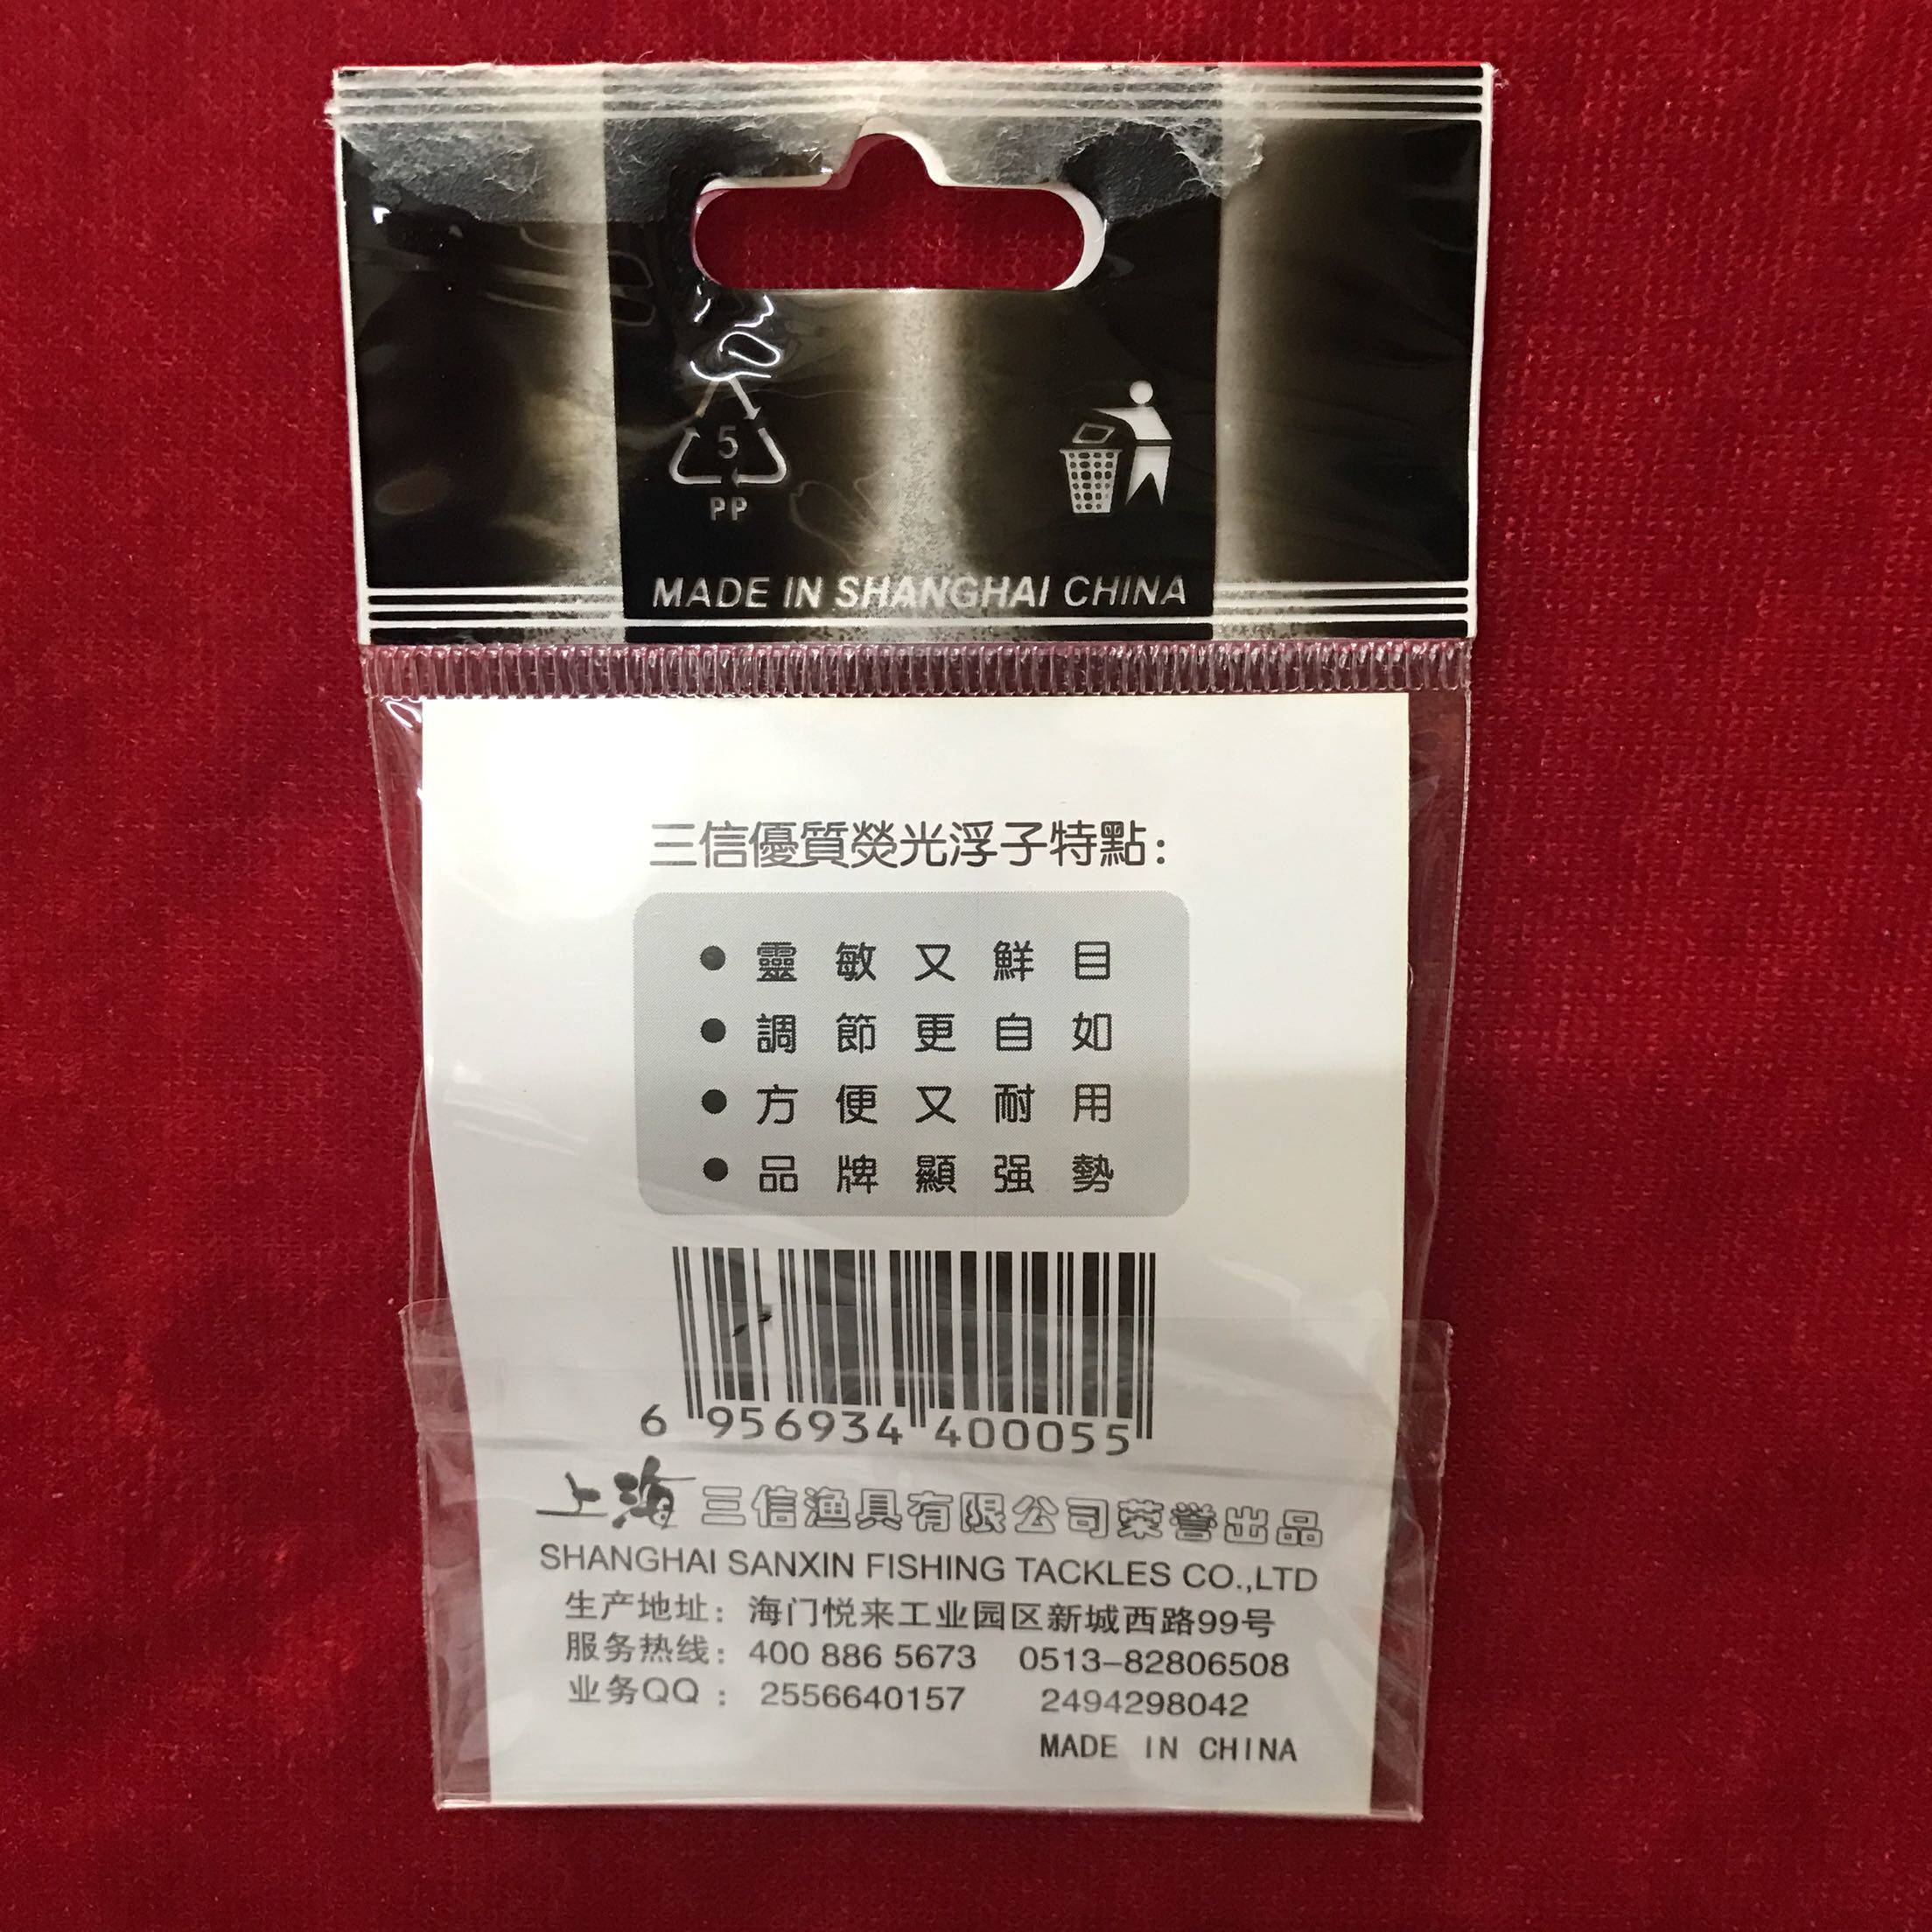 5
PP
MADE IN SHANGHAI CHINA
三信優質熒光浮子特點:
● 靈敏又鮮目
● 調節更自如
● 方便又耐用
● 品牌顯强勢
6 956934 400055
上海三信渔具有限公司荣誉出品
SHANGHAI SANXIN FISHING TACKLES CO.,LTD
生产地址：海门悦来工业园区新城西路99号
服务热线：400 886 5673 0513-82806508
业务QQ：2556640157 2494298042
MADE IN CHINA